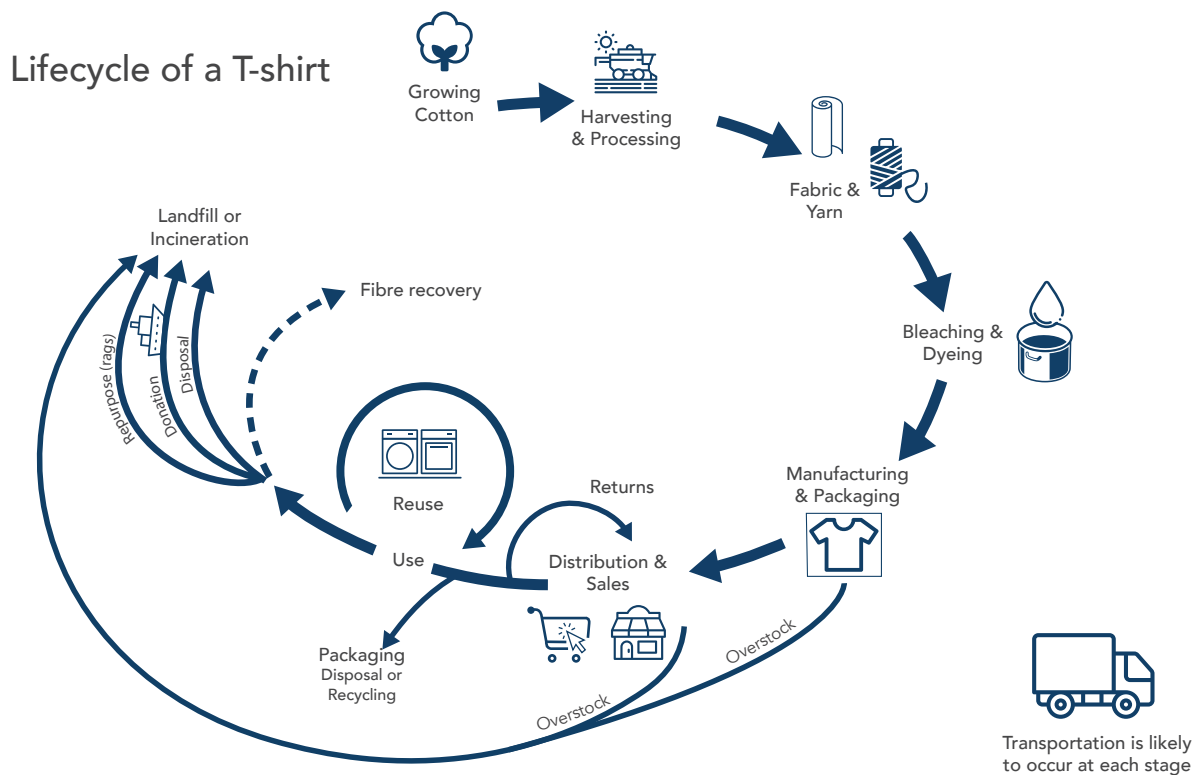 Lifecycle of a T-shirt
Growing
Cotton
Harvesting
& Processing
Fabric &
Yarn
Bleaching &
Dyeing
Manufacturing
& Packaging
Overstock
Distribution &
Sales
Overstock
Returns
Use
Reuse
Packaging
Disposal or
Recycling
Fibre recovery
Disposal
Donation
Repurpose (rags)
Landfill or
Incineration
Transportation is likely
to occur at each stage